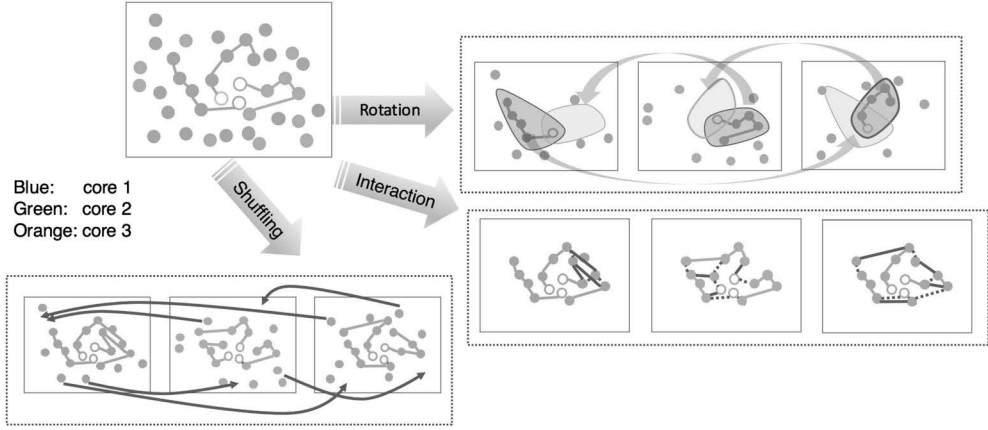 Rotation
Interaction
Shuffling
Blue: core 1
Green: core 2
Orange: core 3